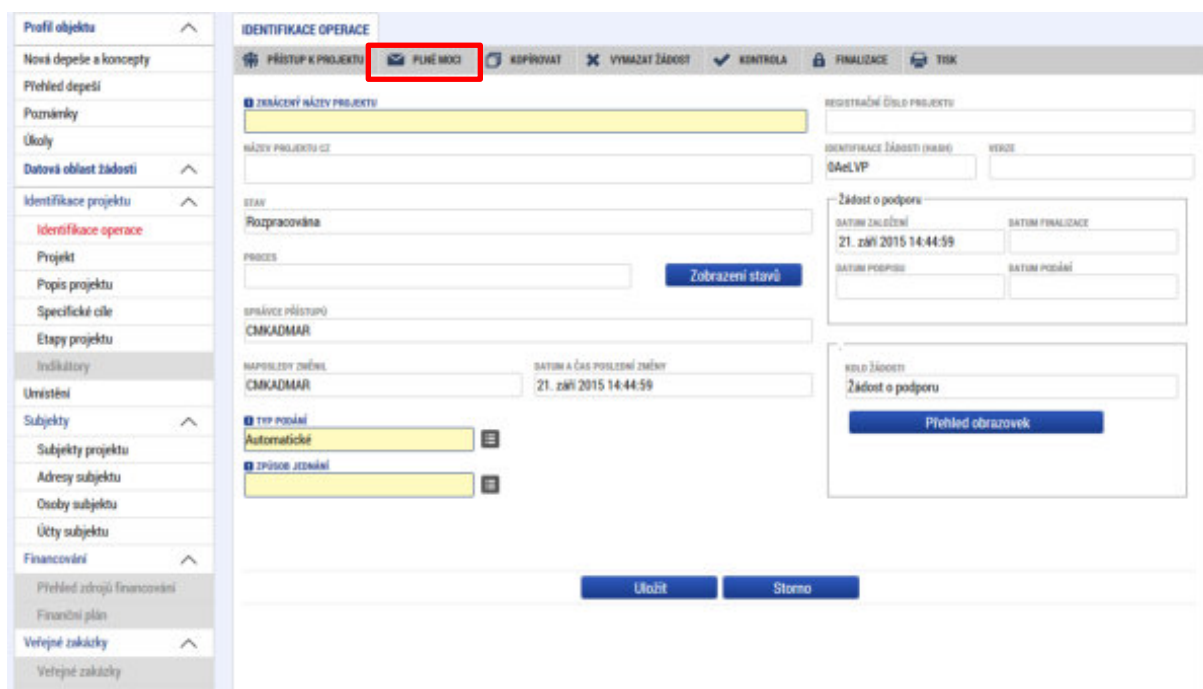 Profil objektu
Nová depeše a koncepty
Přehled depeší
Poznámky
Úkoly
Datová oblast žádosti
Identifikace projektu
Identifikace operace
Projekt
Popis projektu
Specifické cíle
Etapy projektu
Indikátory
Umístění
Subjekty
Subjekty projektu
Adresy subjektu
Osoby subjektu
Účty subjektu
Financování
Přehled zdrojů financování
Finanční plán
Veřejné zakázky
Veřejné zakázky
IDENTIFIKACE OPERACE
PŘÍSTUP K PROJEKTU PLNÉ MOCI KOPÍROVAT VYMAZAT ŽÁDOST KONTROLA FINALIZACE TISK
ZKRÁCENÝ NÁZEV PROJEKTU
NÁZEV PROJEKTU CZ
STAV
Rozpracována
PROCES
Zobrazení stavů
SPRÁVCE PŘÍSTUPŮ
CMKADMAR
NAPOSLEDY ZMĚNIL DATUM A ČAS POSLEDNÍ ZMĚNY
CMKADMAR 21. září 2015 14:44:59
TYP PODÁNÍ
Automatické
ZPŮSOB JEDNÁNÍ
REGISTRAČNÍ ČÍSLO PROJEKTU
IDENTIFIKACE ŽÁDOSTI (HASH) VERZE
0AeLVP
Žádost o podporu
DATUM ZALOŽENÍ DATUM FINALIZACE
21. září 2015 14:44:59
DATUM PODPISU DATUM PODÁNÍ
KOLO ŽÁDOSTI
Žádost o podporu
Přehled obrazovek
Uložit Storno